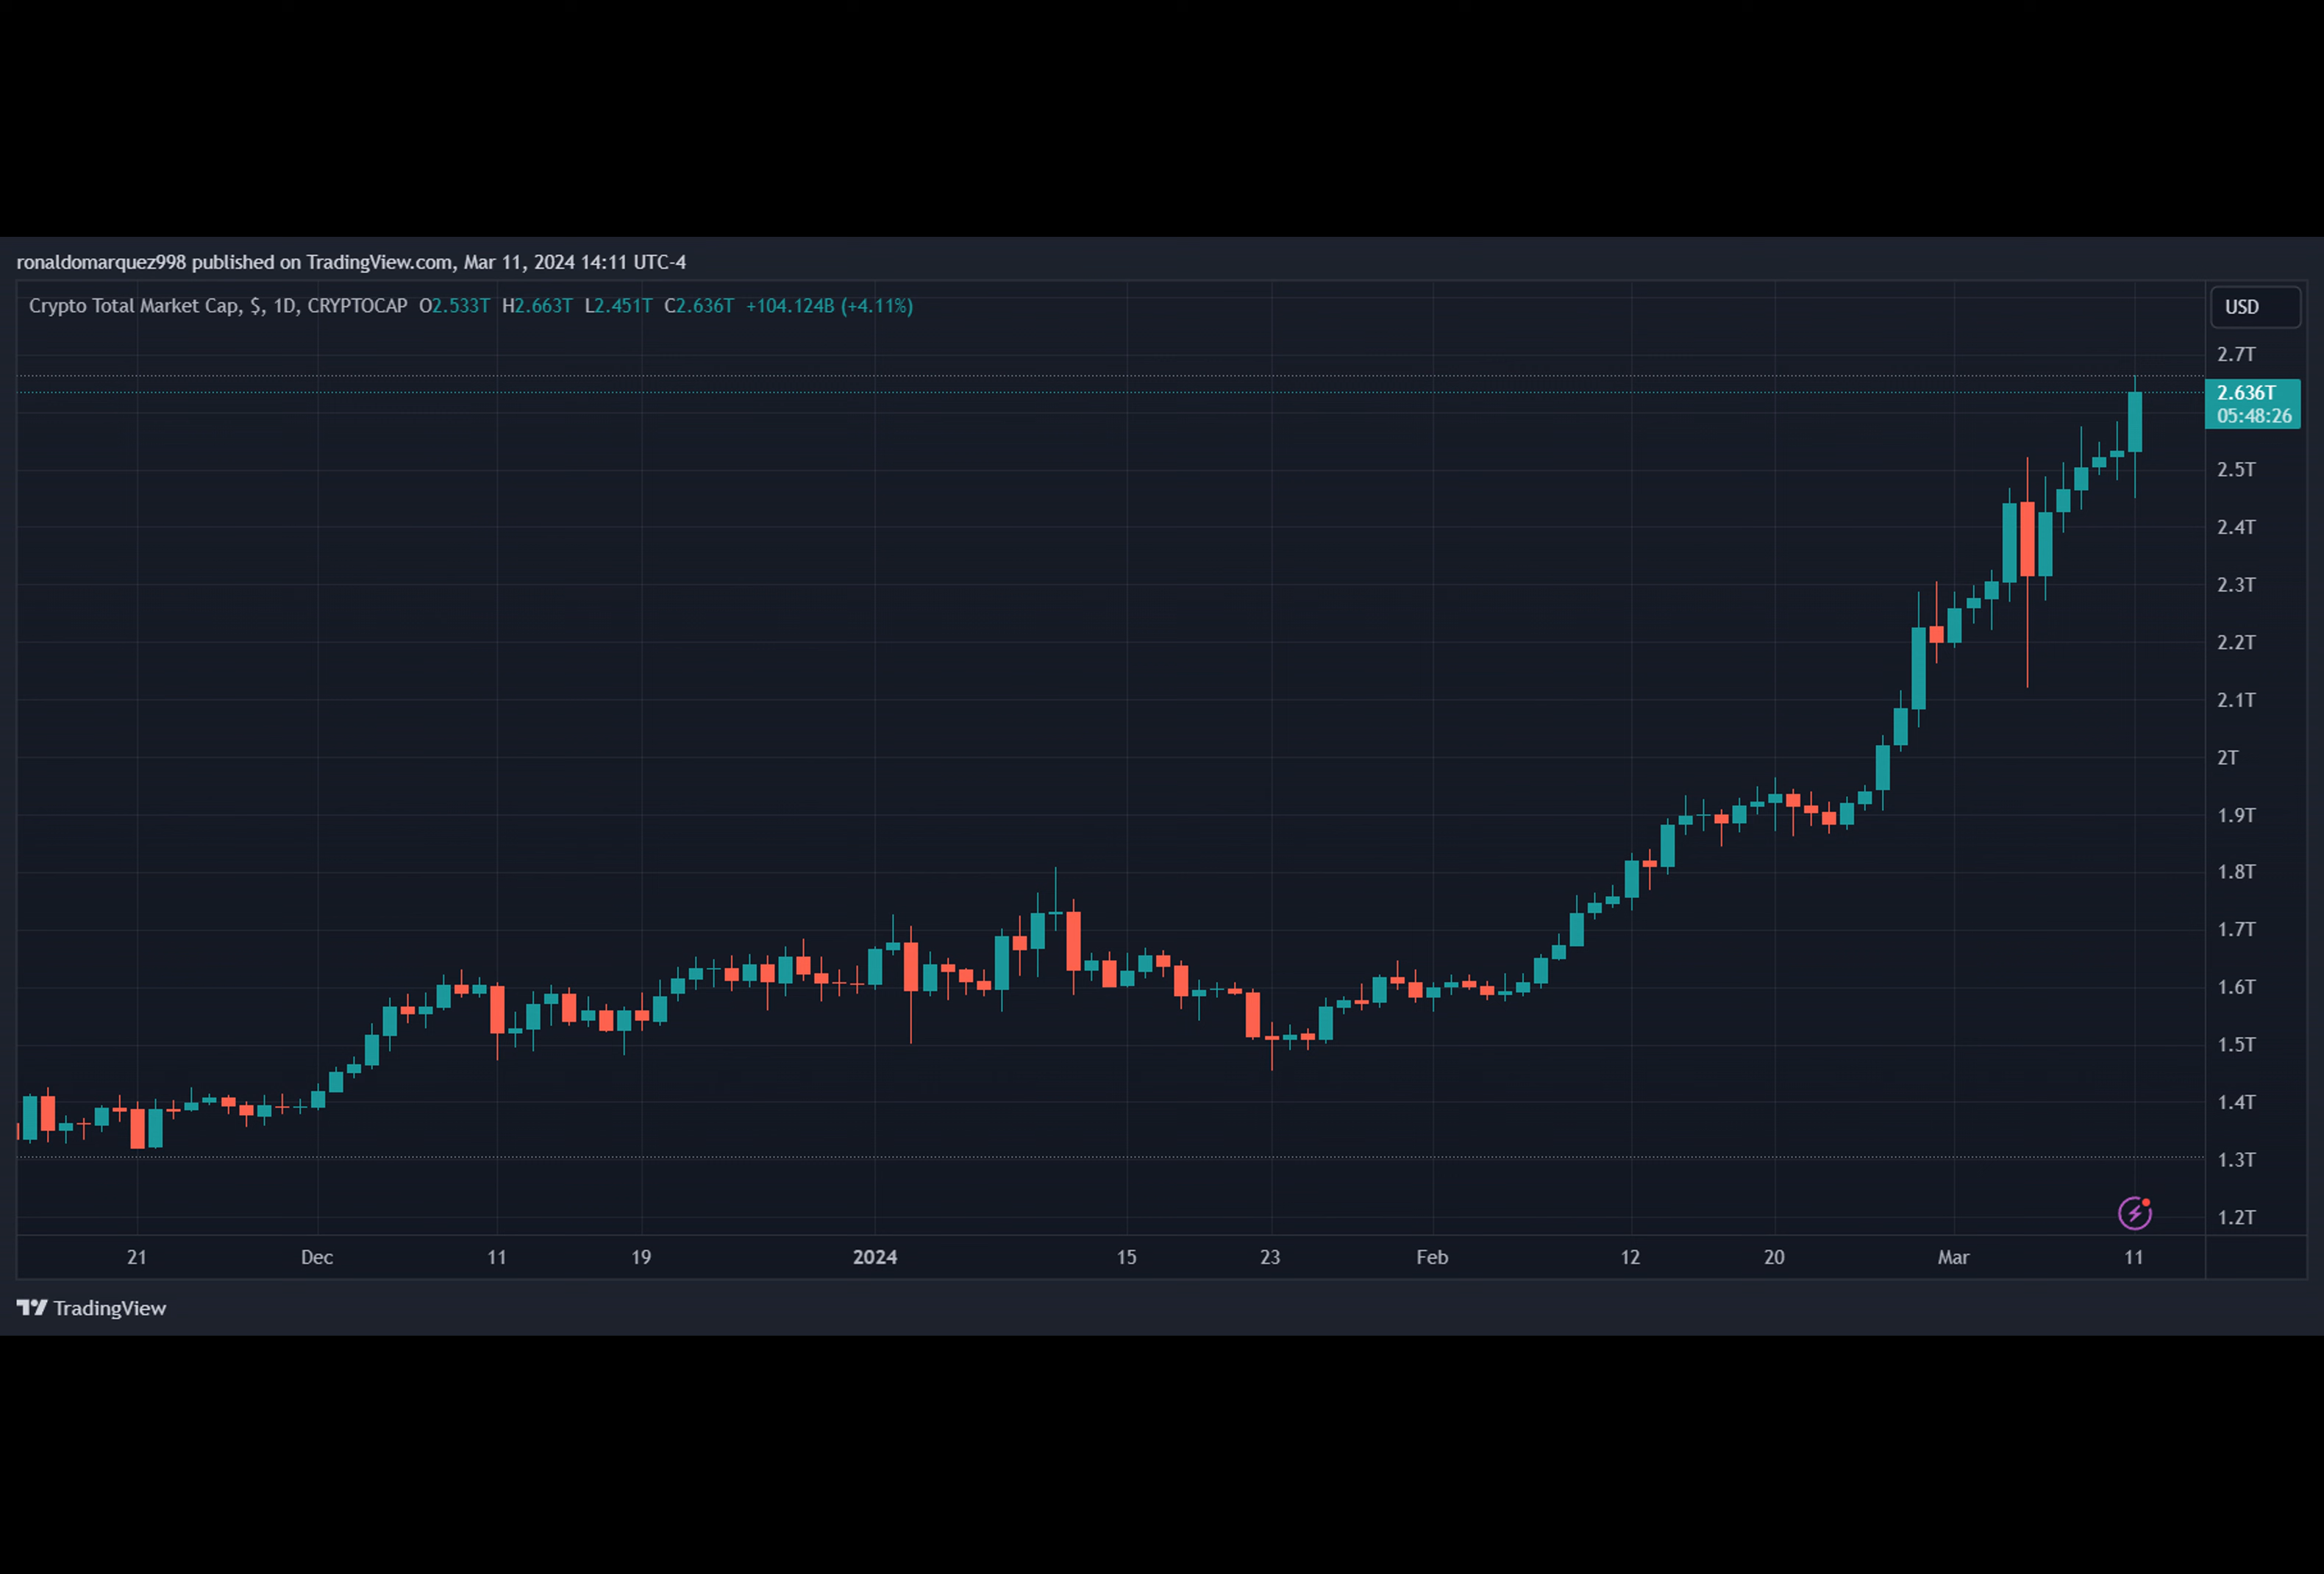 ronaldomarquez998 published on TradingView.com, Mar 11, 2024 14:11 UTC-4
Crypto Total Market Cap, $, 1D, CRYPTOCAP O2.533T H2.663T L2.451T C2.636T +104.124B (+4.11%)
USD
2.7T
2.636T
05:48:26
2.5T
2.4T
2.3T
2.2T
2.1T
2T
1.9T
1.8T
1.7T
1.6T
1.5T
1.4T
1.3T
1.2T
21 Dec 11 19 2024 15 23 Feb 12 20 Mar 11
TradingView